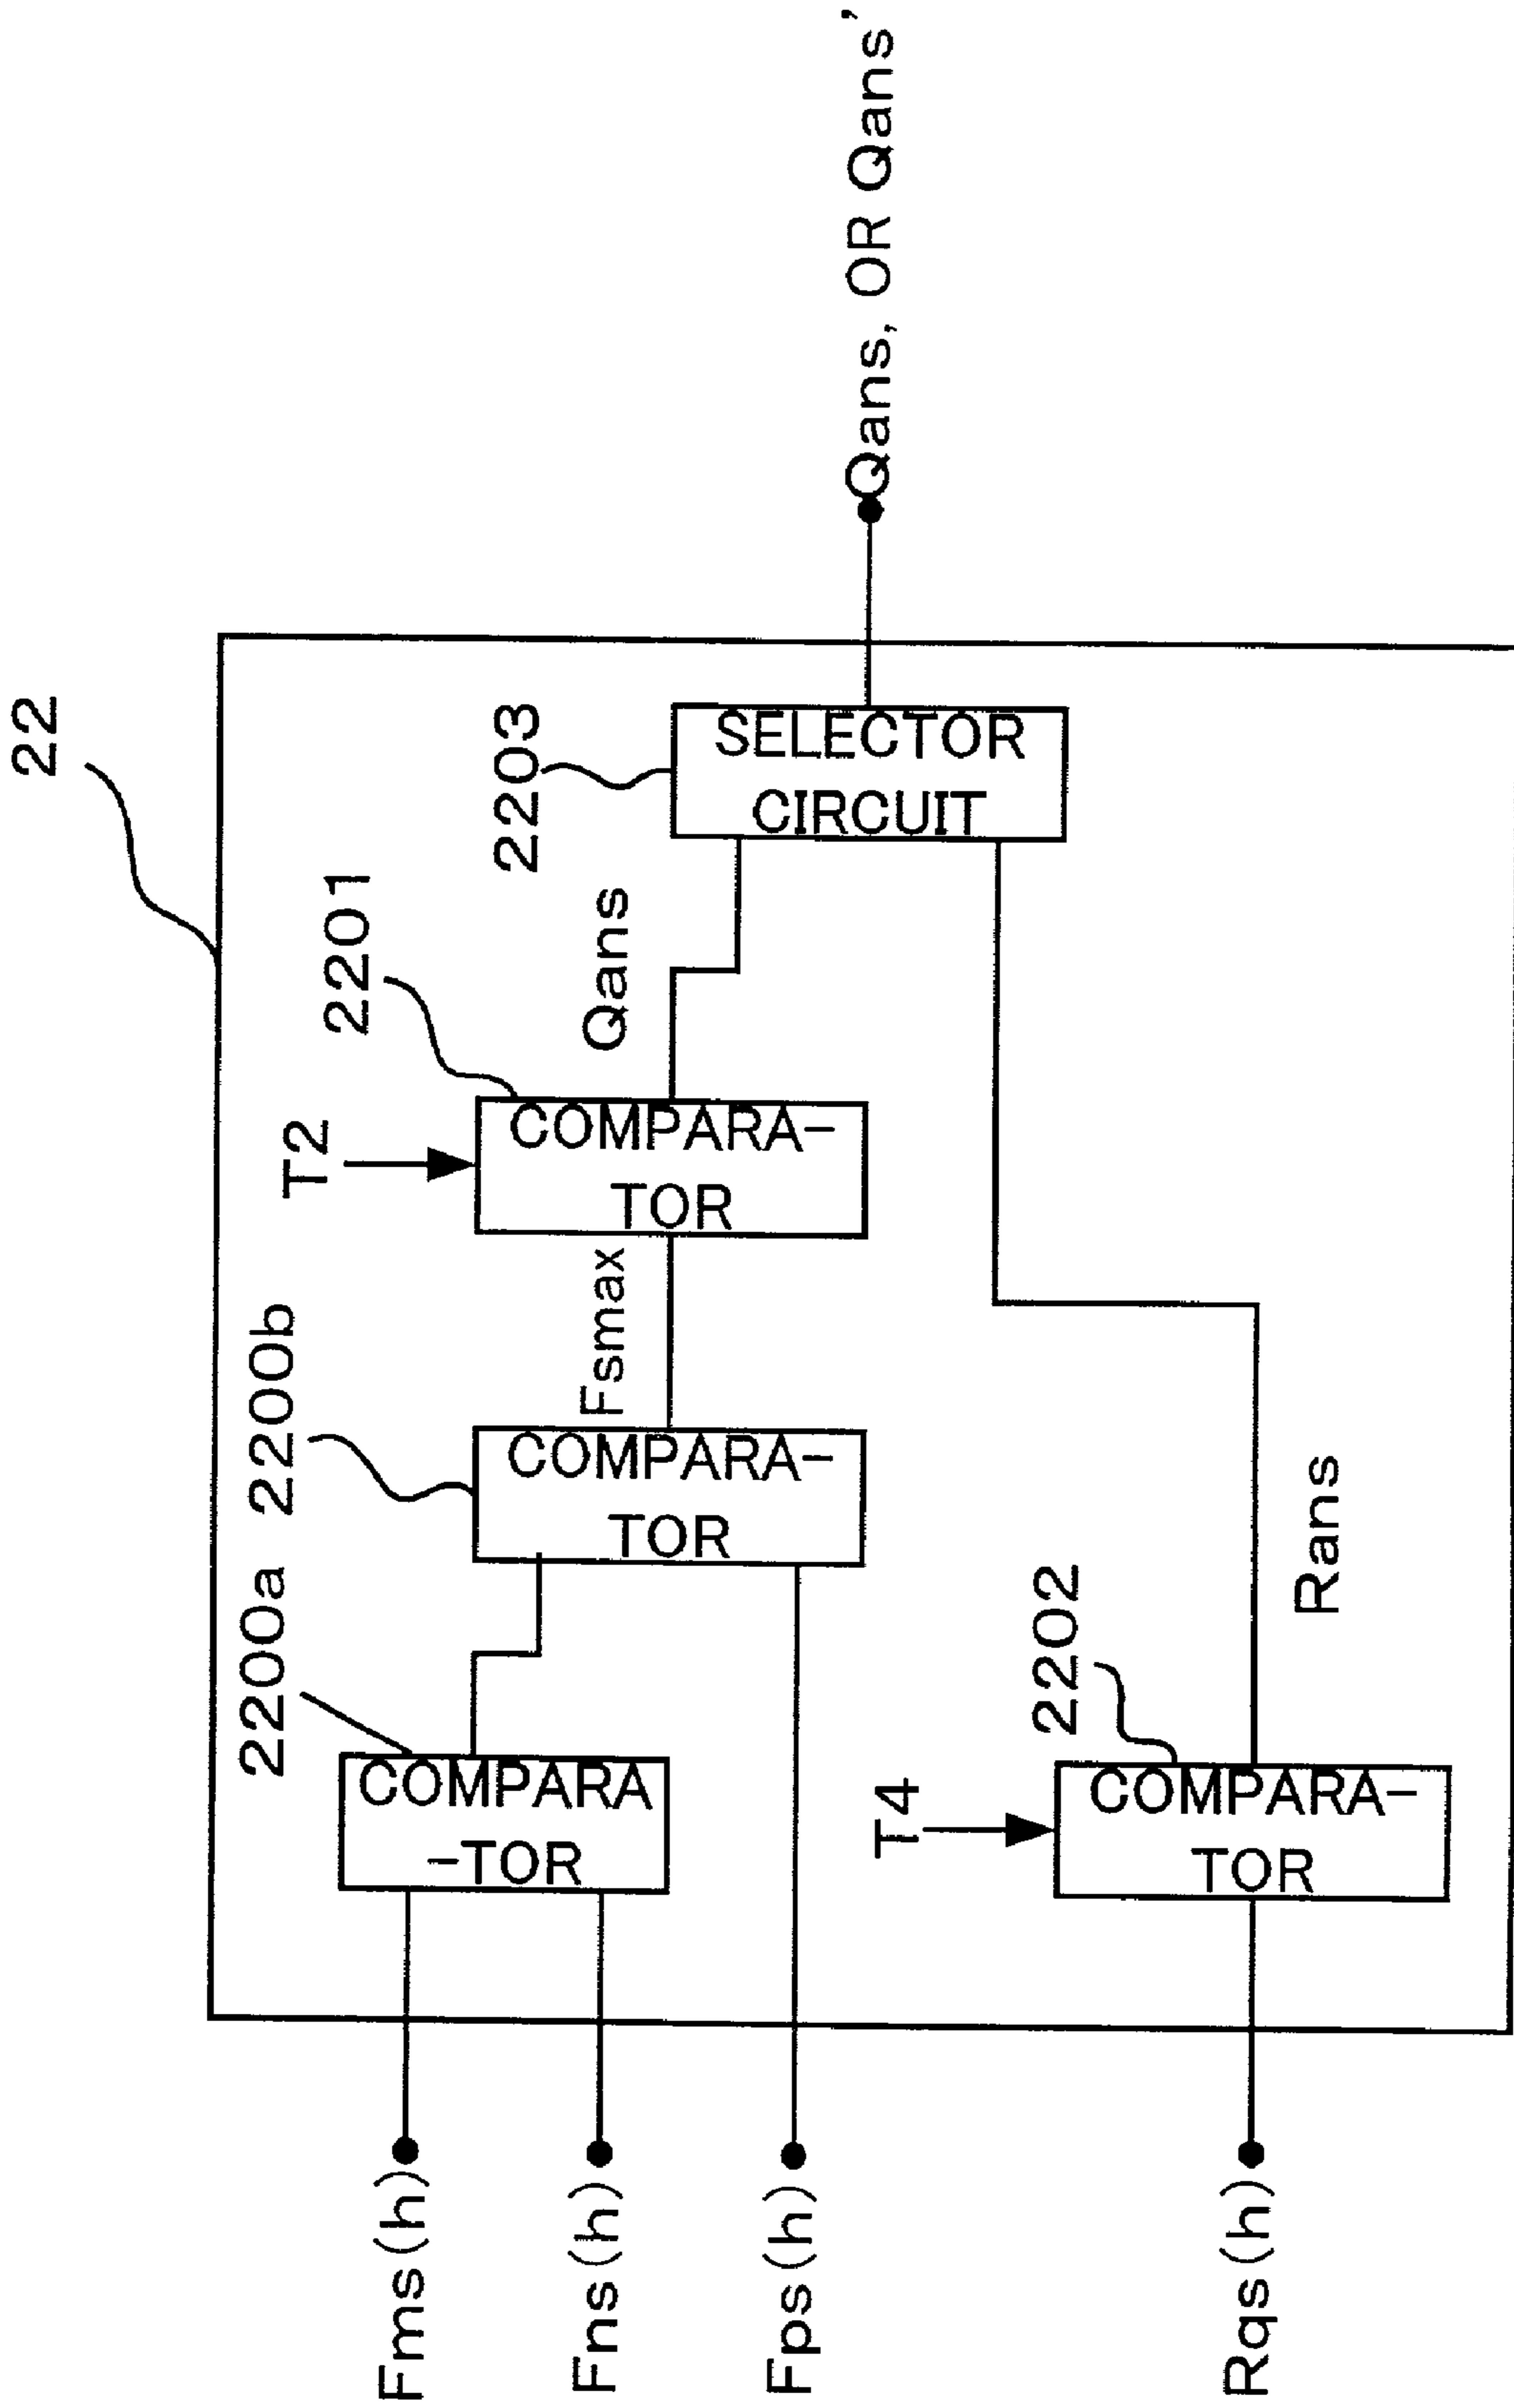 22
2203
SELECTOR
CIRCUIT
Qans, OR Qans'
2201
Qans
T2
COMPARA-
TOR
2200b
Fsmax
COMPARA-
TOR
2200a
COMPARA
-TOR
Rans
2202
T4
COMPARA-
TOR
Fms(h)
Fns(h)
Fps(h)
Rqs(h)